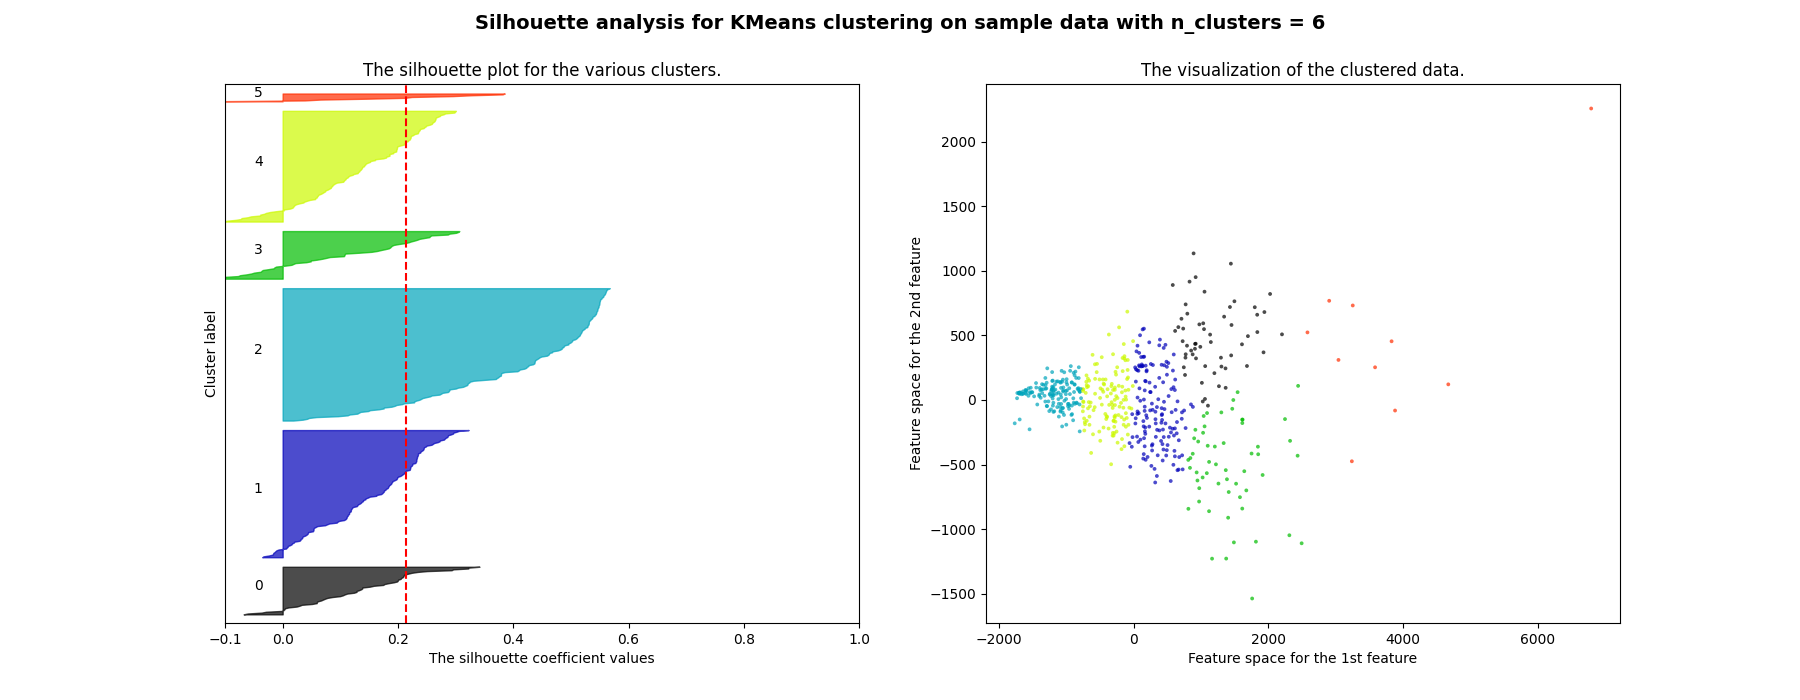 Silhouette analysis for KMeans clustering on sample data with n_clusters = 6
The silhouette plot for the various clusters.
5
4
3
2
1
0
Cluster label
−0.1 0.0 0.2 0.4 0.6 0.8 1.0
The silhouette coefficient values
The visualization of the clustered data.
2000
1500
1000
500
0
−500
−1000
−1500
Feature space for the 2nd feature
−2000 0 2000 4000 6000
Feature space for the 1st feature